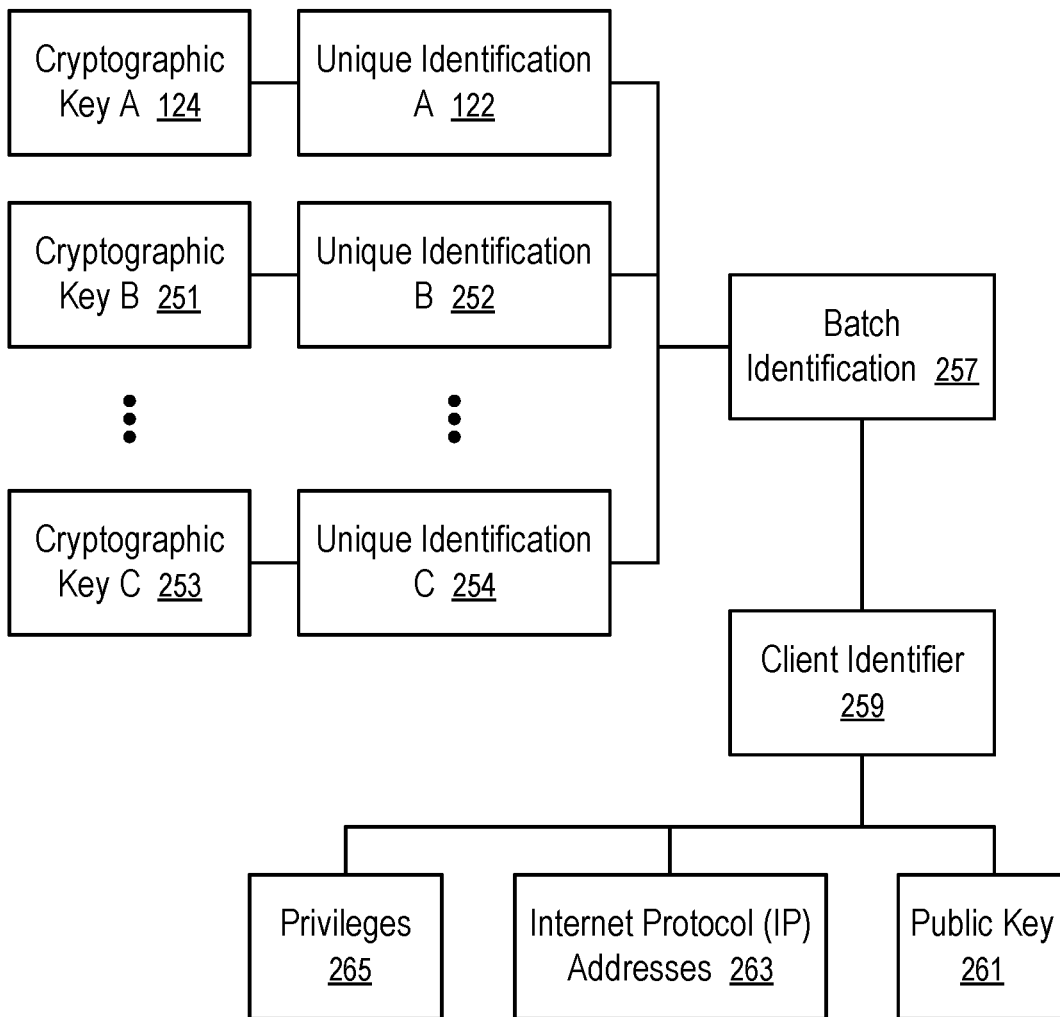 Cryptographic
Key A 124
Unique Identification
A 122
Cryptographic
Key B 251
Unique Identification
B 252
Batch
Identification 257
Cryptographic
Key C 253
Unique Identification
C 254
Client Identifier
259
Privileges
265
Internet Protocol (IP)
Addresses 263
Public Key
261